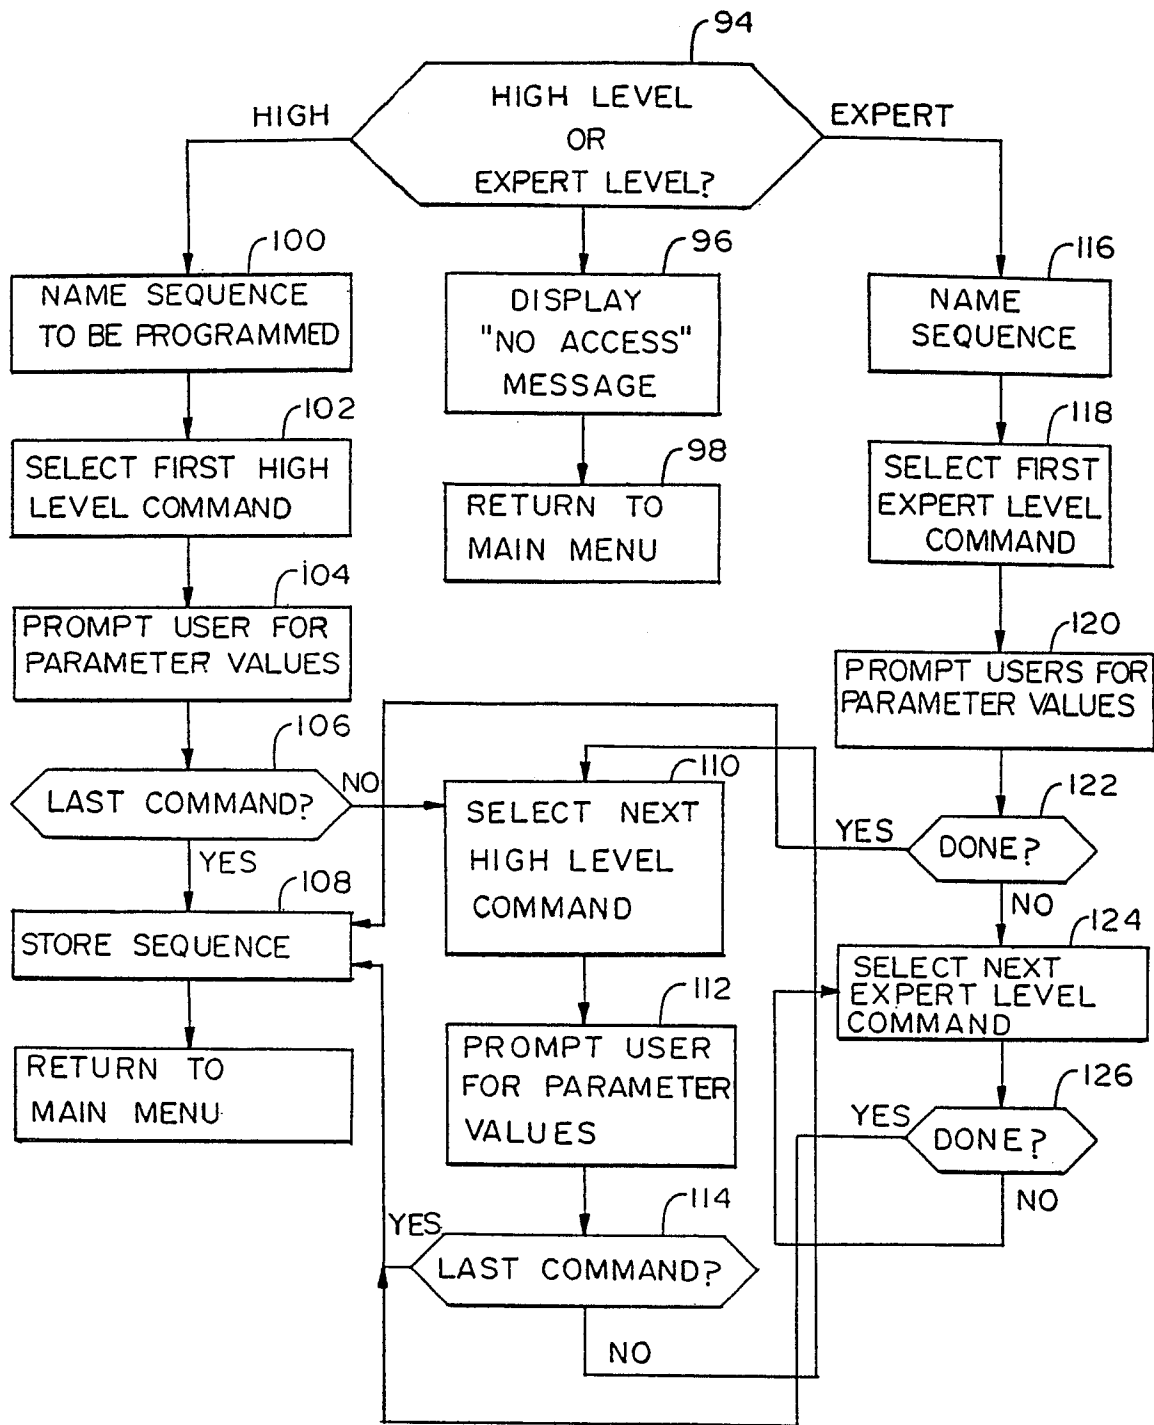 94
HIGH LEVEL
OR
EXPERT LEVEL?
HIGH
EXPERT
100
NAME SEQUENCE
TO BE PROGRAMMED
96
DISPLAY
"NO ACCESS"
MESSAGE
116
NAME
SEQUENCE
102
SELECT FIRST HIGH
LEVEL COMMAND
98
RETURN TO
MAIN MENU
118
SELECT FIRST
EXPERT LEVEL
COMMAND
104
PROMPT USER FOR
PARAMETER VALUES
120
PROMPT USERS FOR
PARAMETER VALUES
106
LAST COMMAND?
NO
YES
110
SELECT NEXT
HIGH LEVEL
COMMAND
122
DONE?
YES
NO
108
STORE SEQUENCE
124
SELECT NEXT
EXPERT LEVEL
COMMAND
RETURN TO
MAIN MENU
112
PROMPT USER
FOR PARAMETER
VALUES
126
DONE?
YES
NO
114
LAST COMMAND?
YES
NO